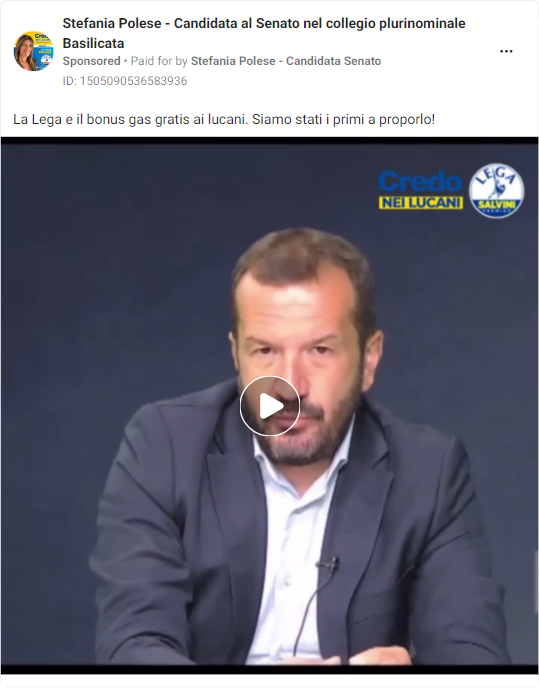 Stefania Polese - Candidata al Senato nel collegio plurinominale
Basilicata
Sponsored • Paid for by Stefania Polese - Candidata Senato
ID: 1505090536583936
La Lega e il bonus gas gratis ai lucani. Siamo stati i primi a proporlo!
Credo
NEI LUCANI
LEGA
SALVINI